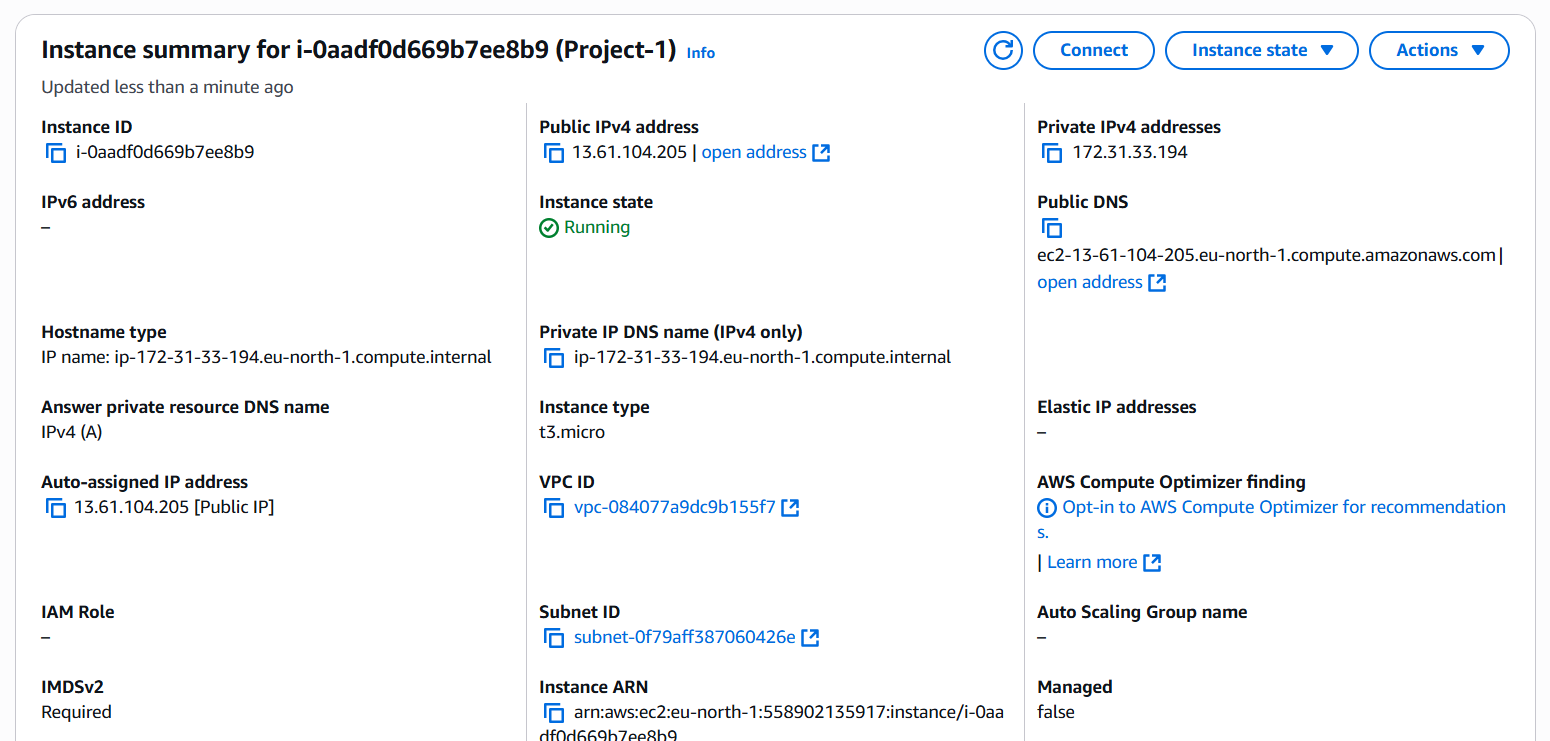 Instance summary for i-0aadf0d669b7ee8b9 (Project-1) Info
Connect
Instance state
Actions
Updated less than a minute ago
Instance ID
i-0aadf0d669b7ee8b9
Public IPv4 address
13.61.104.205 | open address
Private IPv4 addresses
172.31.33.194
IPv6 address
–
Instance state
Running
Public DNS
ec2-13-61-104-205.eu-north-1.compute.amazonaws.com |
open address
Hostname type
IP name: ip-172-31-33-194.eu-north-1.compute.internal
Private IP DNS name (IPv4 only)
ip-172-31-33-194.eu-north-1.compute.internal
Answer private resource DNS name
IPv4 (A)
Instance type
t3.micro
Elastic IP addresses
–
Auto-assigned IP address
13.61.104.205 [Public IP]
VPC ID
vpc-084077a9dc9b155f7
AWS Compute Optimizer finding
Opt-in to AWS Compute Optimizer for recommendation
s.
| Learn more
IAM Role
–
Subnet ID
subnet-0f79aff387060426e
Auto Scaling Group name
–
IMDSv2
Required
Instance ARN
arn:aws:ec2:eu-north-1:558902135917:instance/i-0aa
df0d669b7ee8b9
Managed
false